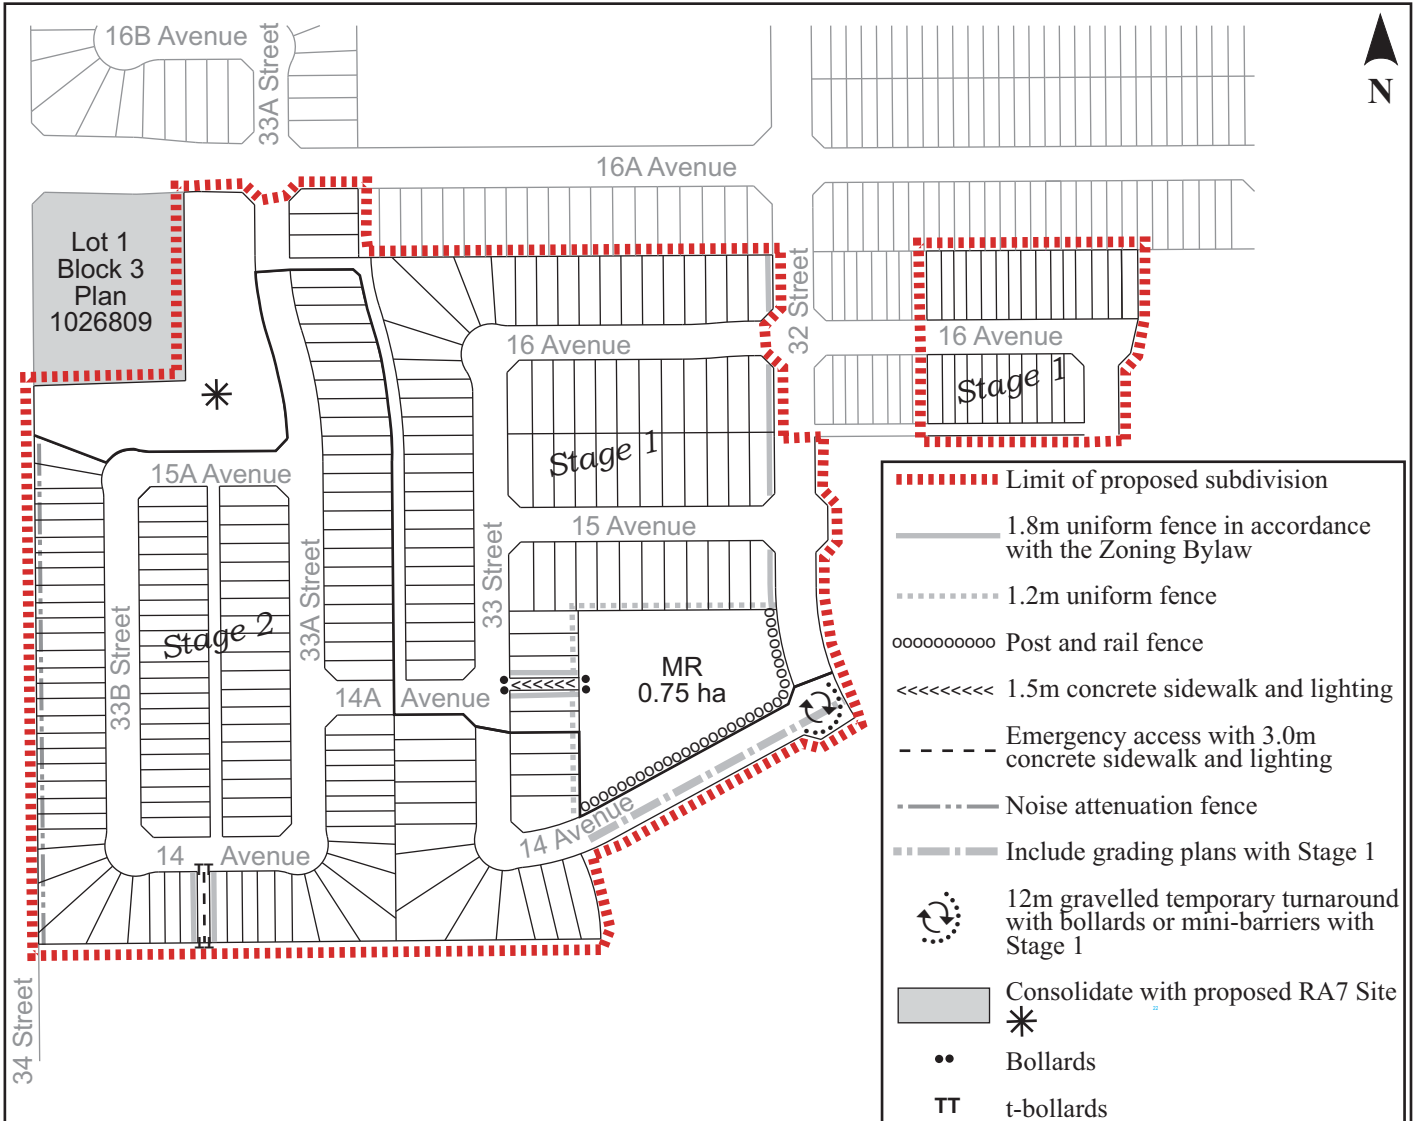 16B Avenue
33A Street
N
16A Avenue
Lot 1
Block 3
Plan
1026809
32 Street
16 Avenue
16 Avenue
Stage 1
Stage 1
15A Avenue
15 Avenue
33 Street
33A Street
33B Street
Stage 2
MR
0.75 ha
14A Avenue
14 Avenue
14 Avenue
34 Street
Limit of proposed subdivision
1.8m uniform fence in accordance
with the Zoning Bylaw
1.2m uniform fence
Post and rail fence
1.5m concrete sidewalk and lighting
Emergency access with 3.0m
concrete sidewalk and lighting
Noise attenuation fence
Include grading plans with Stage 1
12m gravelled temporary turnaround
with bollards or mini-barriers with
Stage 1
Consolidate with proposed RA7 Site
Bollards
TT t-bollards